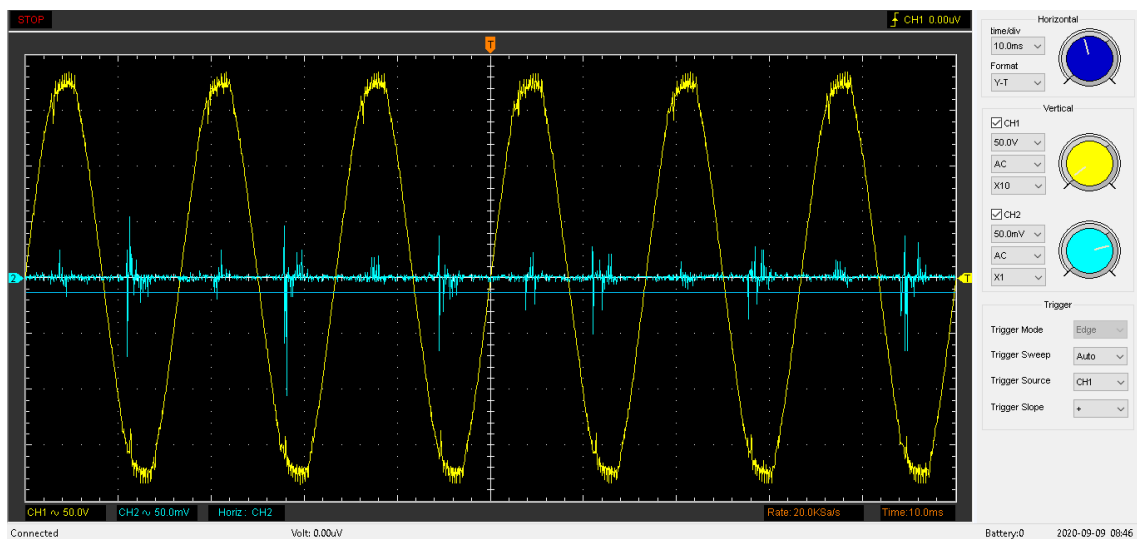 STOP
CH1 0.00uV
T
2
T
CH1 ∿ 50.0V
CH2 ∿ 50.0mV
Horiz : CH2
Rate: 20.0KSa/s
Time:10.0ms
Horizontal
time/div
10.0ms
Format
Y-T
Vertical
CH1
50.0V
AC
X10
CH2
50.0mV
AC
X1
Trigger
Trigger Mode Edge
Trigger Sweep Auto
Trigger Source CH1
Trigger Slope +
Connected
Volt: 0.00uV
Battery:0
2020-09-09 08:46